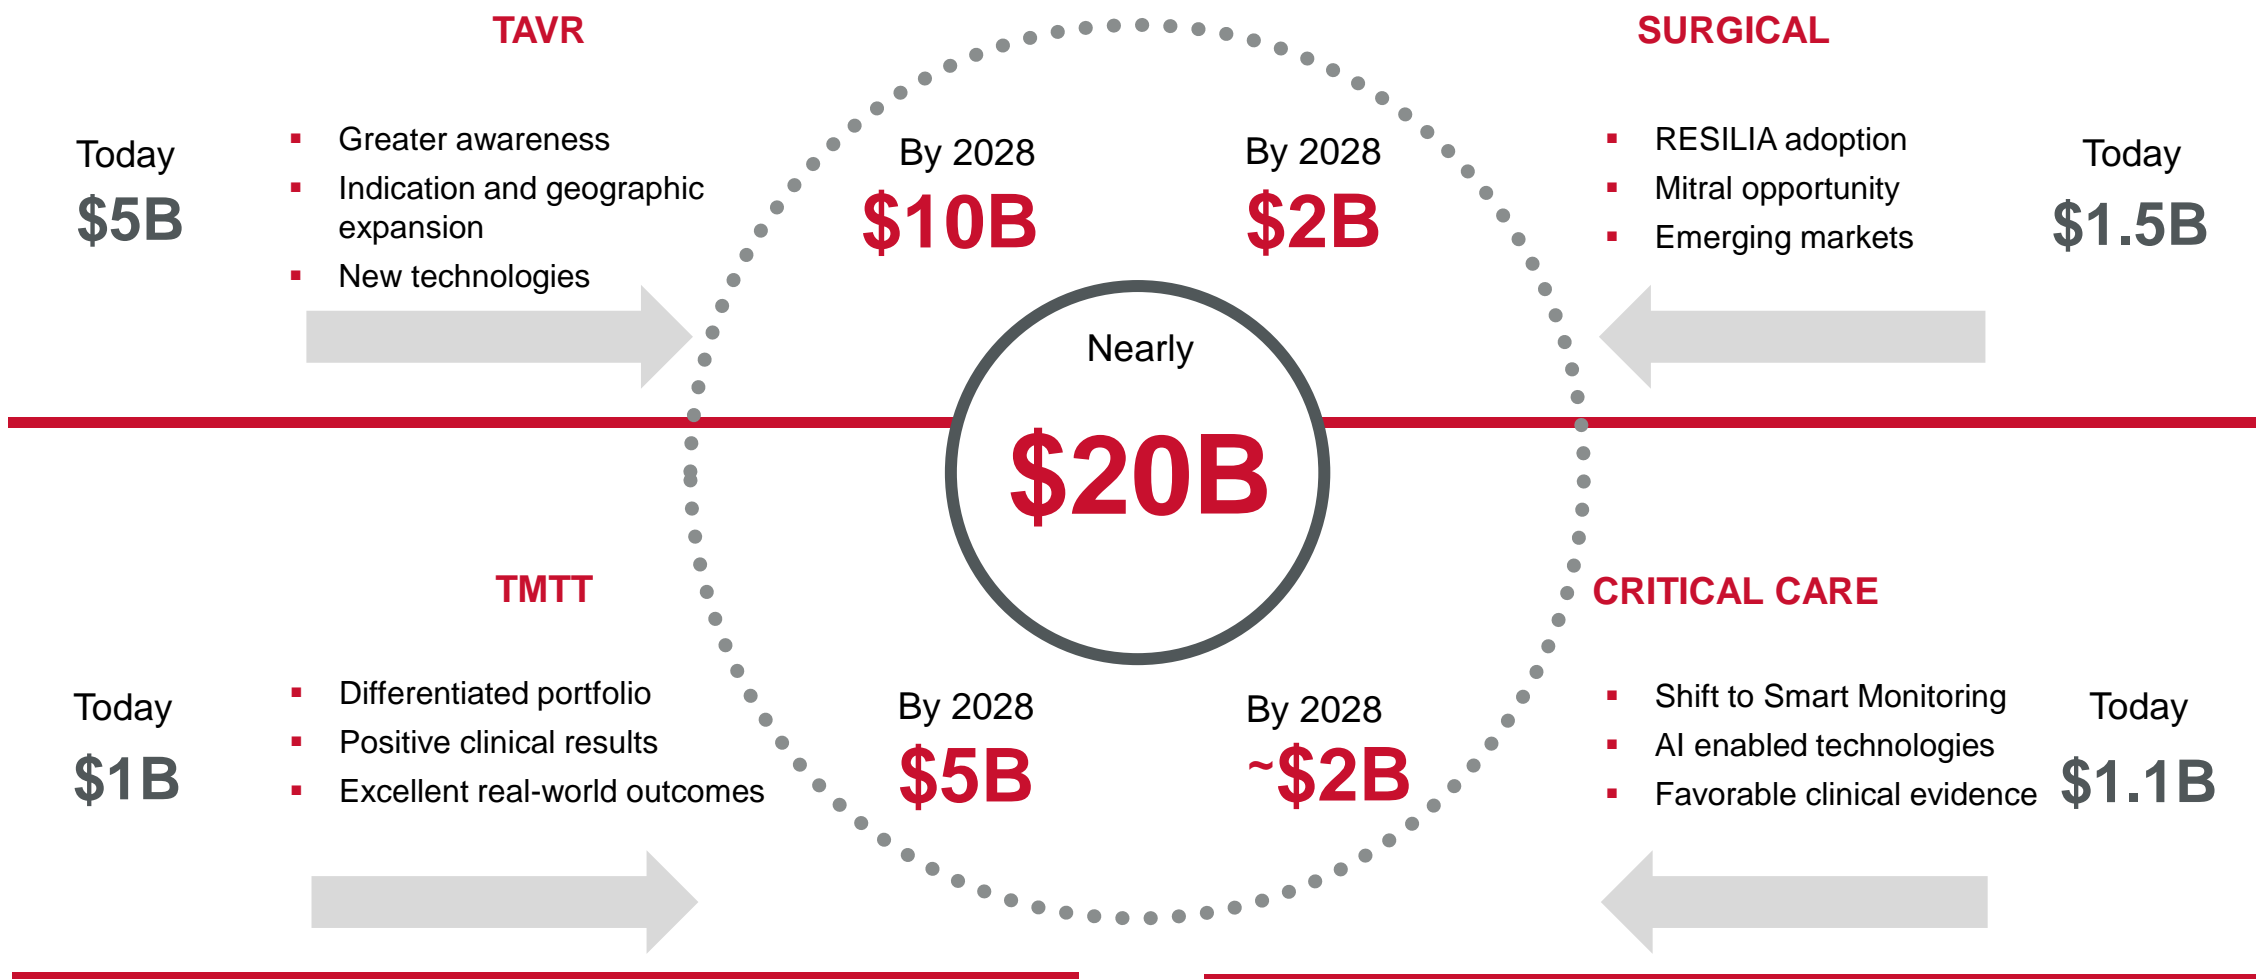 TAVR
Today
$5B
▪ Greater awareness
▪ Indication and geographic
expansion
▪ New technologies
By 2028
$10B
SURGICAL
By 2028
$2B
▪ RESILIA adoption
▪ Mitral opportunity
▪ Emerging markets
Today
$1.5B
Nearly
$20B
TMTT
Today
$1B
▪ Differentiated portfolio
▪ Positive clinical results
▪ Excellent real-world outcomes
By 2028
$5B
CRITICAL CARE
By 2028
~$2B
▪ Shift to Smart Monitoring
▪ AI enabled technologies
▪ Favorable clinical evidence
Today
$1.1B